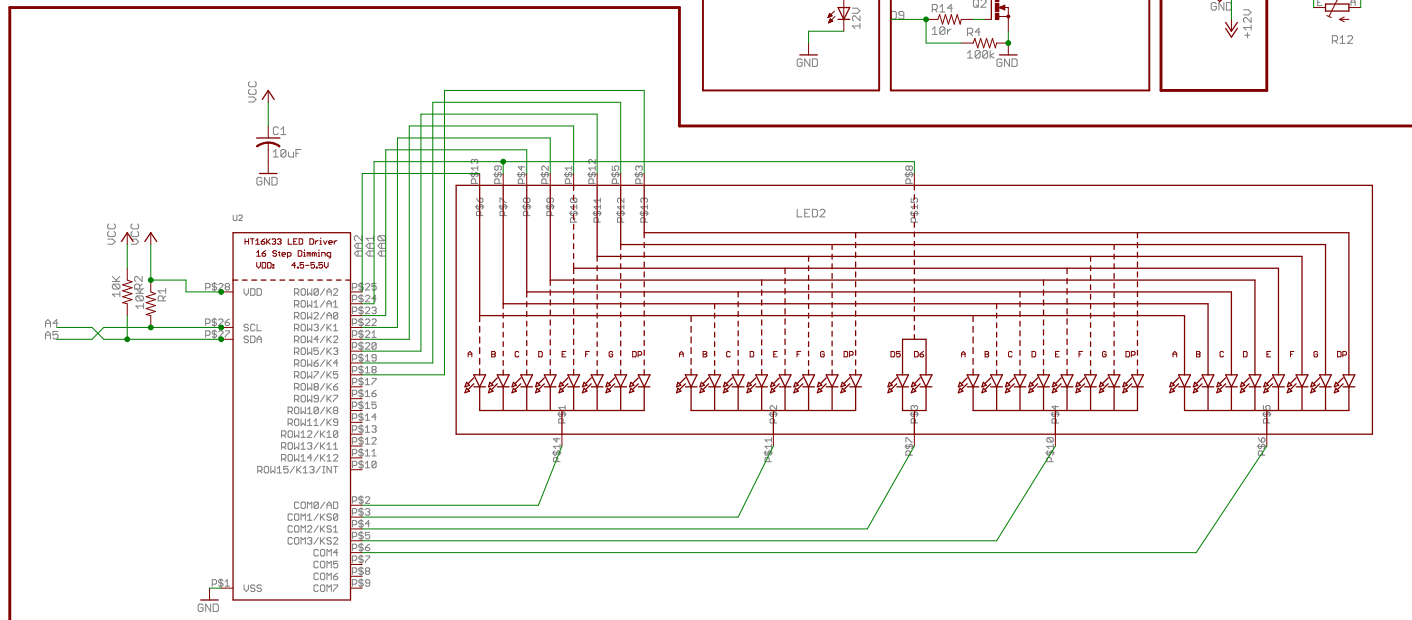 12V
GND
D9
R14
10r
Q2
R4
100k
GND
GND
+12V
E A
R12
VCC
C1
10uF
GND
P$13 P$9 P$4 P$2 P$1 P$12 P$5 P$3 P$8
P$6 P$7 P$8 P$9 P$10 P$11 P$12 P$13 P$15
LED2
U2
HT16K33 LED Driver
16 Step Dimming
VDD: 4.5-5.5V
AA2 AA1 AA0
VCC VCC
10K R2
10K R1
A4
A5
P$28 VDD
P$26 SCL
P$27 SDA
P$1 VSS
GND
ROW0/A2 P$25
ROW1/A1 P$24
ROW2/A0 P$23
ROW3/K1 P$22
ROW4/K2 P$21
ROW5/K3 P$20
ROW6/K4 P$19
ROW7/K5 P$18
ROW8/K6 P$17
ROW9/K7 P$16
ROW10/K8 P$15
ROW11/K9 P$14
ROW12/K10 P$13
ROW13/K11 P$12
ROW14/K12 P$11
ROW15/K13/INT P$10
COM0/AD P$2
COM1/KS0 P$3
COM2/KS1 P$4
COM3/KS2 P$5
COM4 P$6
COM5 P$7
COM6 P$8
COM7 P$9
A B C D E F G DP
A B C D E F G DP
D5 D6
A B C D E F G DP
A B C D E F G DP
P$1 P$2 P$3 P$4 P$5
P$14 P$11 P$7 P$10 P$6